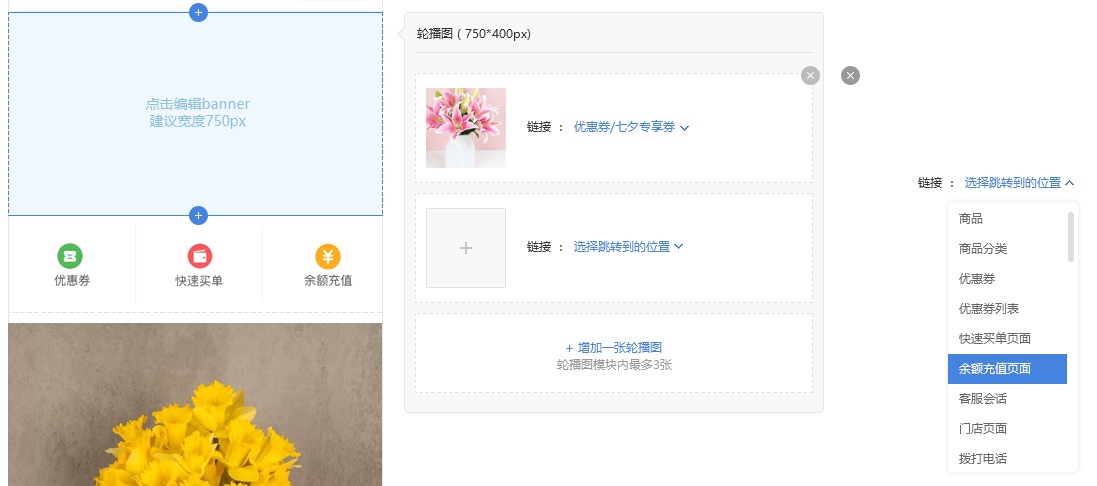 点击编辑banner
建议宽度750px
优惠券
快速买单
余额充值
轮播图 ( 750*400px)
链接 ： 优惠券/七夕专享券
+
链接 ： 选择跳转到的位置
+ 增加一张轮播图
轮播图模块内最多3张
链接 ： 选择跳转到的位置
商品
商品分类
优惠券
优惠券列表
快速买单页面
余额充值页面
客服会话
门店页面
拨打电话